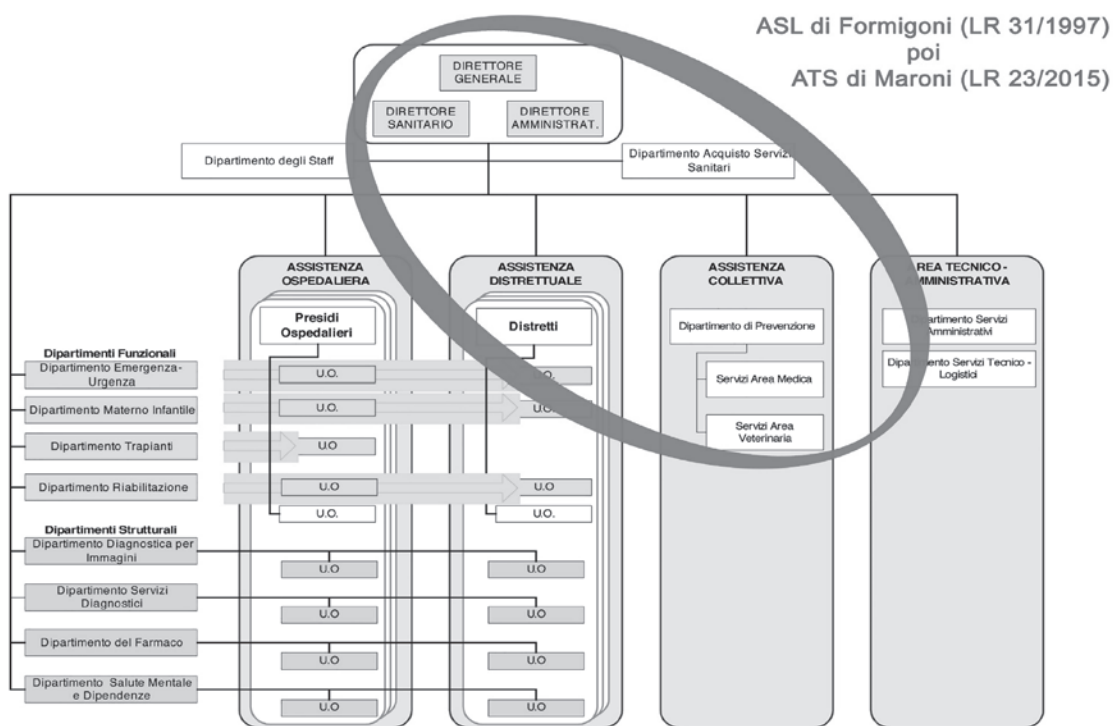 ASL di Formigoni (LR 31/1997)
poi
ATS di Maroni (LR 23/2015)
DIRETTORE
GENERALE
DIRETTORE
SANITARIO
DIRETTORE
AMMINISTRAT.
Dipartimento degli Staff
Dipartimento Acquisto Servizi
Sanitari
ASSISTENZA
OSPEDALIERA
ASSISTENZA
DISTRETTUALE
ASSISTENZA
COLLETTIVA
AREA TECNICO -
AMMINISTRATIVA
Presidi
Ospedalieri
Distretti
Dipartimento di Prevenzione
Servizi Area Medica
Servizi Area
Veterinaria
Dipartimento Servizi
Amministrativi
Dipartimento Servizi Tecnico -
Logistici
Dipartimenti Funzionali
Dipartimento Emergenza-
Urgenza
U.O.
U.O.
Dipartimento Materno Infantile
U.O.
U.O.
Dipartimento Trapianti
U.O
Dipartimento Riabilitazione
U.O
U.O
U.O.
U.O.
Dipartimenti Strutturali
Dipartimento Diagnostica per
Immagini
U.O
U.O
Dipartimento Servizi
Diagnostici
U.O
U.O
Dipartimento del Farmaco
U.O
U.O
Dipartimento Salute Mentale
e Dipendenze
U.O
U.O